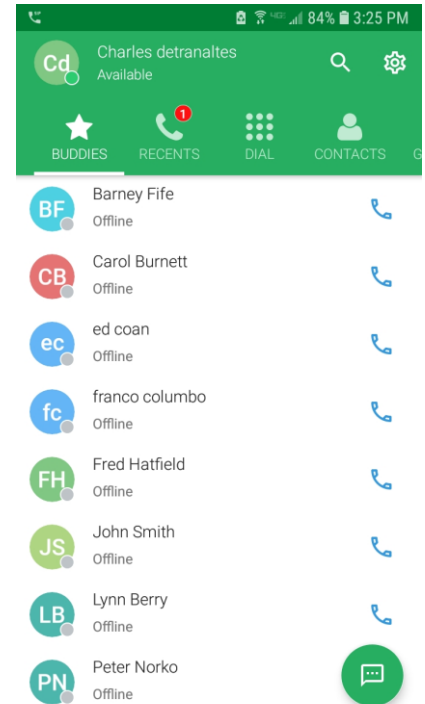 84% 3:25 PM
Cd
Charles detranaltes
Available
1
BUDDIES RECENTS DIAL CONTACTS G
BF
Barney Fife
Offline
CB
Carol Burnett
Offline
ec
ed coan
Offline
fc
franco columbo
Offline
FH
Fred Hatfield
Offline
JS
John Smith
Offline
LB
Lynn Berry
Offline
PN
Peter Norko
Offline